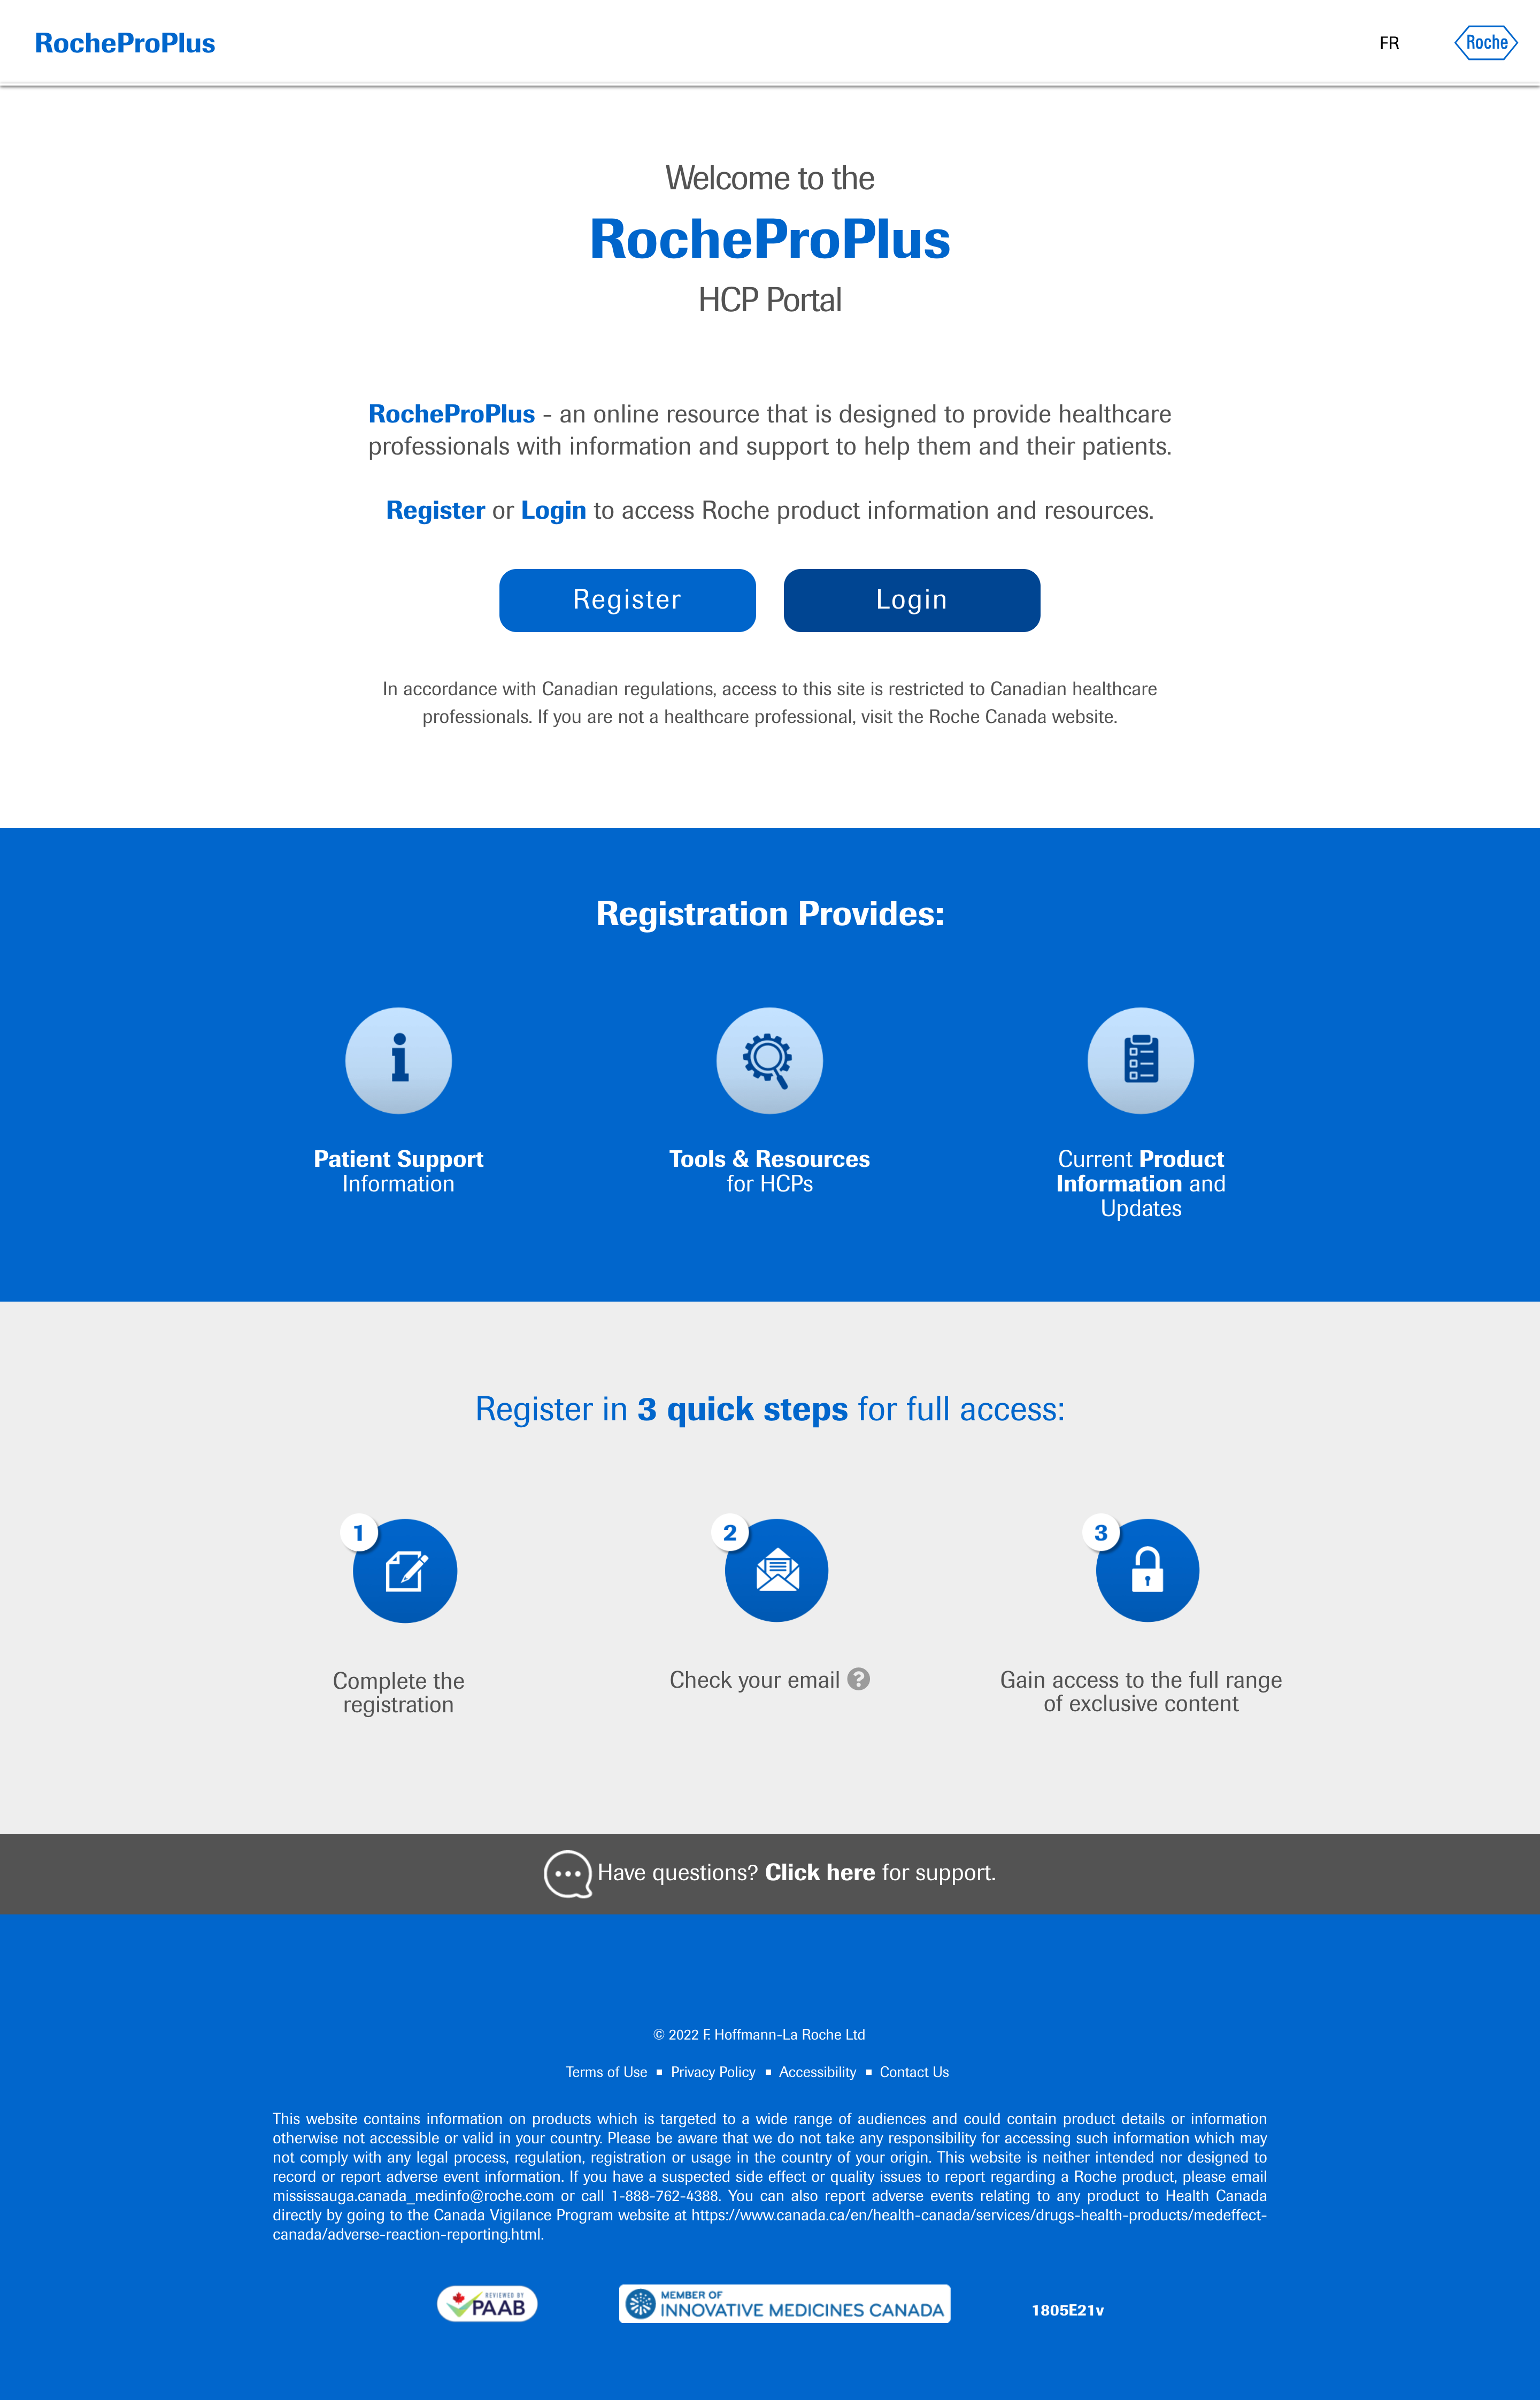 RocheProPlus
FR
Roche
Welcome to the
RocheProPlus
HCP Portal
RocheProPlus - an online resource that is designed to provide healthcare
professionals with information and support to help them and their patients.
Register or Login to access Roche product information and resources.
Register
Login
In accordance with Canadian regulations, access to this site is restricted to Canadian healthcare
professionals. If you are not a healthcare professional, visit the Roche Canada website.
Registration Provides:
Patient Support
Information
Tools & Resources
for HCPs
Current Product
Information and
Updates
Register in 3 quick steps for full access:
1
2
3
Complete the
registration
Check your email ?
Gain access to the full range
of exclusive content
Have questions? Click here for support.
© 2022 F. Hoffmann-La Roche Ltd
Terms of Use ▪ Privacy Policy ▪ Accessibility ▪ Contact Us
This website contains information on products which is targeted to a wide range of audiences and could contain product details or information
otherwise not accessible or valid in your country. Please be aware that we do not take any responsibility for accessing such information which may
not comply with any legal process, regulation, registration or usage in the country of your origin. This website is neither intended nor designed to
record or report adverse event information. If you have a suspected side effect or quality issues to report regarding a Roche product, please email
mississauga.canada_medinfo@roche.com or call 1-888-762-4388. You can also report adverse events relating to any product to Health Canada
directly by going to the Canada Vigilance Program website at https://www.canada.ca/en/health-canada/services/drugs-health-products/medeffect-
canada/adverse-reaction-reporting.html.
REVIEWED BY
PAAB
MEMBER OF
INNOVATIVE MEDICINES CANADA
1805E21v